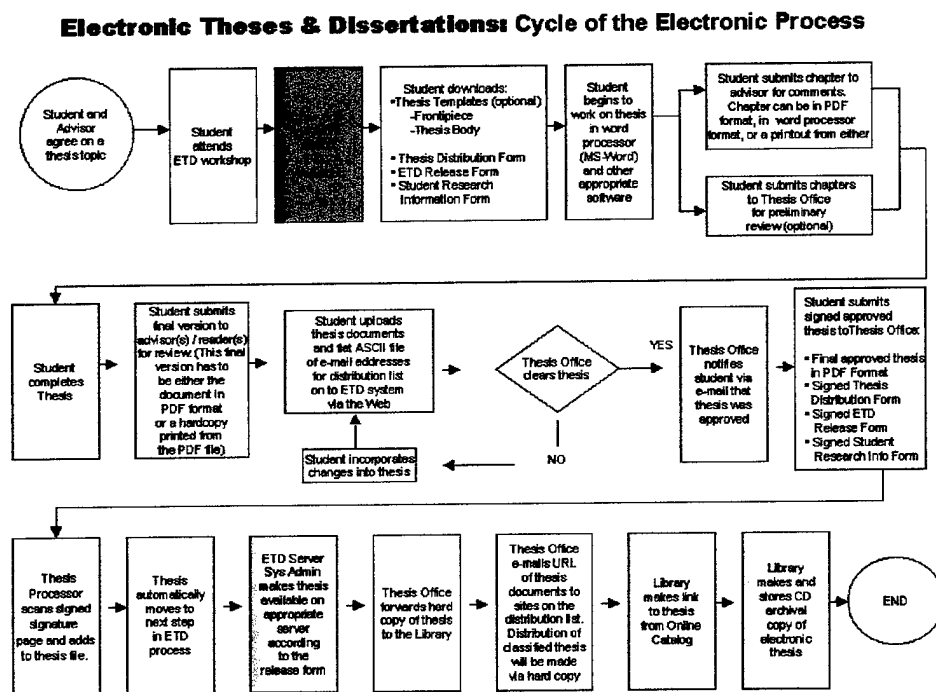 Electronic Theses & Dissertations: Cycle of the Electronic Process
Student and
Advisor
agree on a
thesis topic
Student
attends
ETD workshop
Student downloads:
▪Thesis Templates (optional)
-Frontipiece
-Thesis Body
▪ Thesis Distribution Form
▪ ETD Release Form
▪ Student Research
Information Form
Student
begins to
work on thesis
in word
processor
(MS-Word)
and other
appropriate
software
Student submits chapter to
advisor for comments.
Chapter can be in PDF
format, in word processor
format, or a printout from either
Student submits chapters
to Thesis Office
for preliminary
review (optional)
Student
completes
Thesis
Student submits
final version to
advisor(s) / reader(s)
for review. (This final
version has to
be either the
document in
PDF format
or a hardcopy
printed from
the PDF file)
Student uploads
thesis documents
and flat ASCII file
of e-mail addresses
for distribution list
on to ETD system
via the Web
Student incorporates
changes into thesis
Thesis Office
clears thesis
YES
NO
Thesis Office
notifies
student via
e-mail that
thesis was
approved
Student submits
signed approved
thesis to Thesis Office:
▪ Final approved thesis
in PDF Format
▪ Signed Thesis
Distribution Form
▪ Signed ETD
Release Form
▪ Signed Student
Research Info Form
Thesis
Processor
scans signed
signature
page and adds
to thesis file.
Thesis
automatically
moves to
next step
in ETD
process
ETD Server
Sys Admin
makes thesis
available on
appropriate
server
according
to the
release form
Thesis Office
forwards hard
copy of thesis
to the Library
Thesis Office
e-mails URL
of thesis
documents to
sites on the
distribution list.
Distribution of
classified thesis
will be made
via hard copy
Library
makes link
to thesis
from Online
Catalog
Library
makes and
stores CD
archival
copy of
electronic
thesis
END